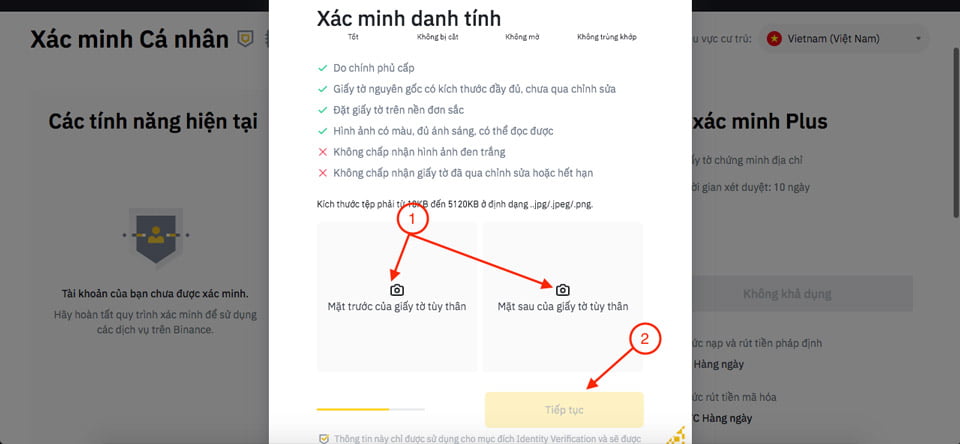 Xác minh Cá nhân
Các tính năng hiện tại
Tài khoản của bạn chưa được xác minh.
Hãy hoàn tất quy trình xác minh để sử dụng
các dịch vụ trên Binance.
Xác minh danh tính
Tốt
Không bị cắt
Không mờ
Không trùng khớp
Do chính phủ cấp
Giấy tờ nguyên gốc có kích thước đầy đủ, chưa qua chỉnh sửa
Đặt giấy tờ trên nền đơn sắc
Hình ảnh có màu, đủ ánh sáng, có thể đọc được
Không chấp nhận hình ảnh đen trắng
Không chấp nhận giấy tờ đã qua chỉnh sửa hoặc hết hạn
Kích thước tệp phải từ 10KB đến 5120KB ở định dạng ..jpg/.jpeg/.png.
1
Mặt trước của giấy tờ tùy thân
Mặt sau của giấy tờ tùy thân
2
Tiếp tục
Thông tin này chỉ được sử dụng cho mục đích Identity Verification và sẽ được
vực cư trú:
Vietnam (Việt Nam)
xác minh Plus
tờ chứng minh địa chỉ
gian xét duyệt: 10 ngày
Không khả dụng
nạp và rút tiền pháp định
Hàng ngày
rút tiền mã hóa
Hàng ngày